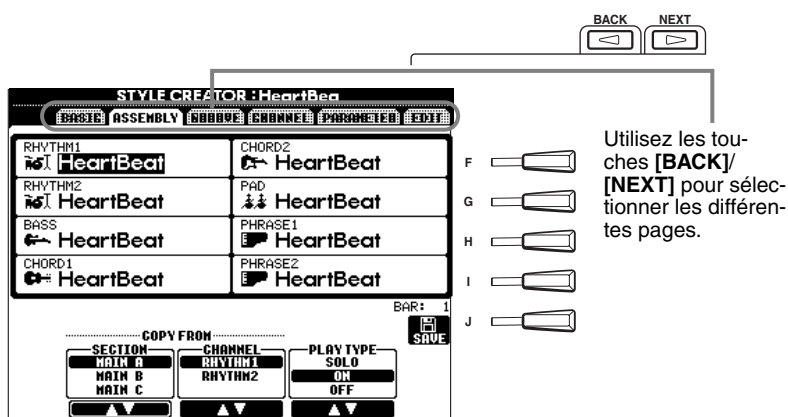 BACK NEXT
STYLE CREATOR :HeartBea
BASIC ASSEMBLY GROOVE CHANNEL PARAMETER EDIT
RHYTHM1
HeartBeat
CHORD2
HeartBeat
RHYTHM2
HeartBeat
PAD
HeartBeat
BASS
HeartBeat
PHRASE1
HeartBeat
CHORD1
HeartBeat
PHRASE2
HeartBeat
BAR: 1
SAVE
COPY FROM
SECTION
MAIN A
MAIN B
MAIN C
CHANNEL
RHYTHM1
RHYTHM2
PLAY TYPE
SOLO
ON
OFF
F
G
H
I
J
Utilisez les tou-
ches [BACK]/
[NEXT] pour sélec-
tionner les différen-
tes pages.